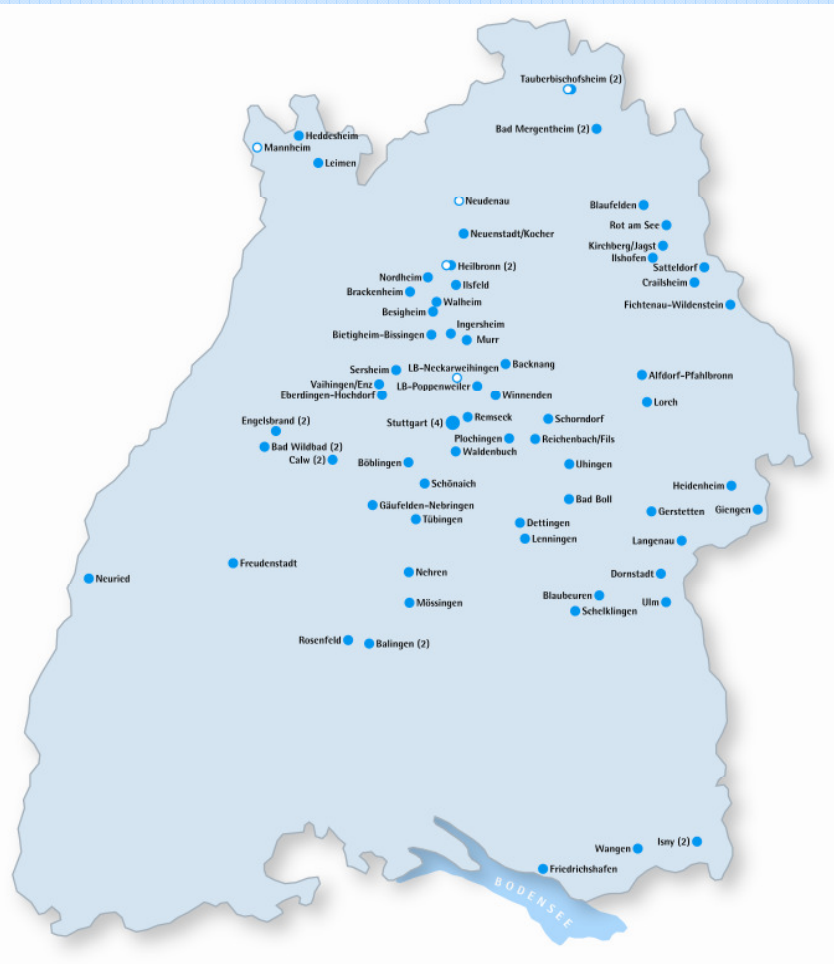 Tauberbischofsheim (2)
Bad Mergentheim (2)
Heddesheim
Mannheim
Leimen
Neudenau
Blaufelden
Rot am See
Neuenstadt/Kocher
Kirchberg/Jagst
Ilshofen
Heilbronn (2)
Satteldorf
Nordheim
Ilsfeld
Crailsheim
Brackenheim
Walheim
Fichtenau-Wildenstein
Besigheim
Ingersheim
Bietigheim-Bissingen
Murr
Backnang
LB-Neckarweihingen
Sersheim
Alfdorf-Pfahlbronn
Vaihingen/Enz
LB-Poppenweiler
Eberdingen-Hochdorf
Winnenden
Lorch
Remseck
Schorndorf
Engelsbrand (2)
Stuttgart (4)
Plochingen
Reichenbach/Fils
Bad Wildbad (2)
Waldenbuch
Calw (2)
Böblingen
Uhingen
Schönaich
Heidenheim
Bad Boll
Gäufelden-Nebringen
Gerstetten
Giengen
Tübingen
Dettingen
Lenningen
Langenau
Freudenstadt
Nehren
Dornstadt
Neuried
Blaubeuren
Mössingen
Ulm
Schelklingen
Rosenfeld
Balingen (2)
Isny (2)
Wangen
Friedrichshafen
BODENSEE